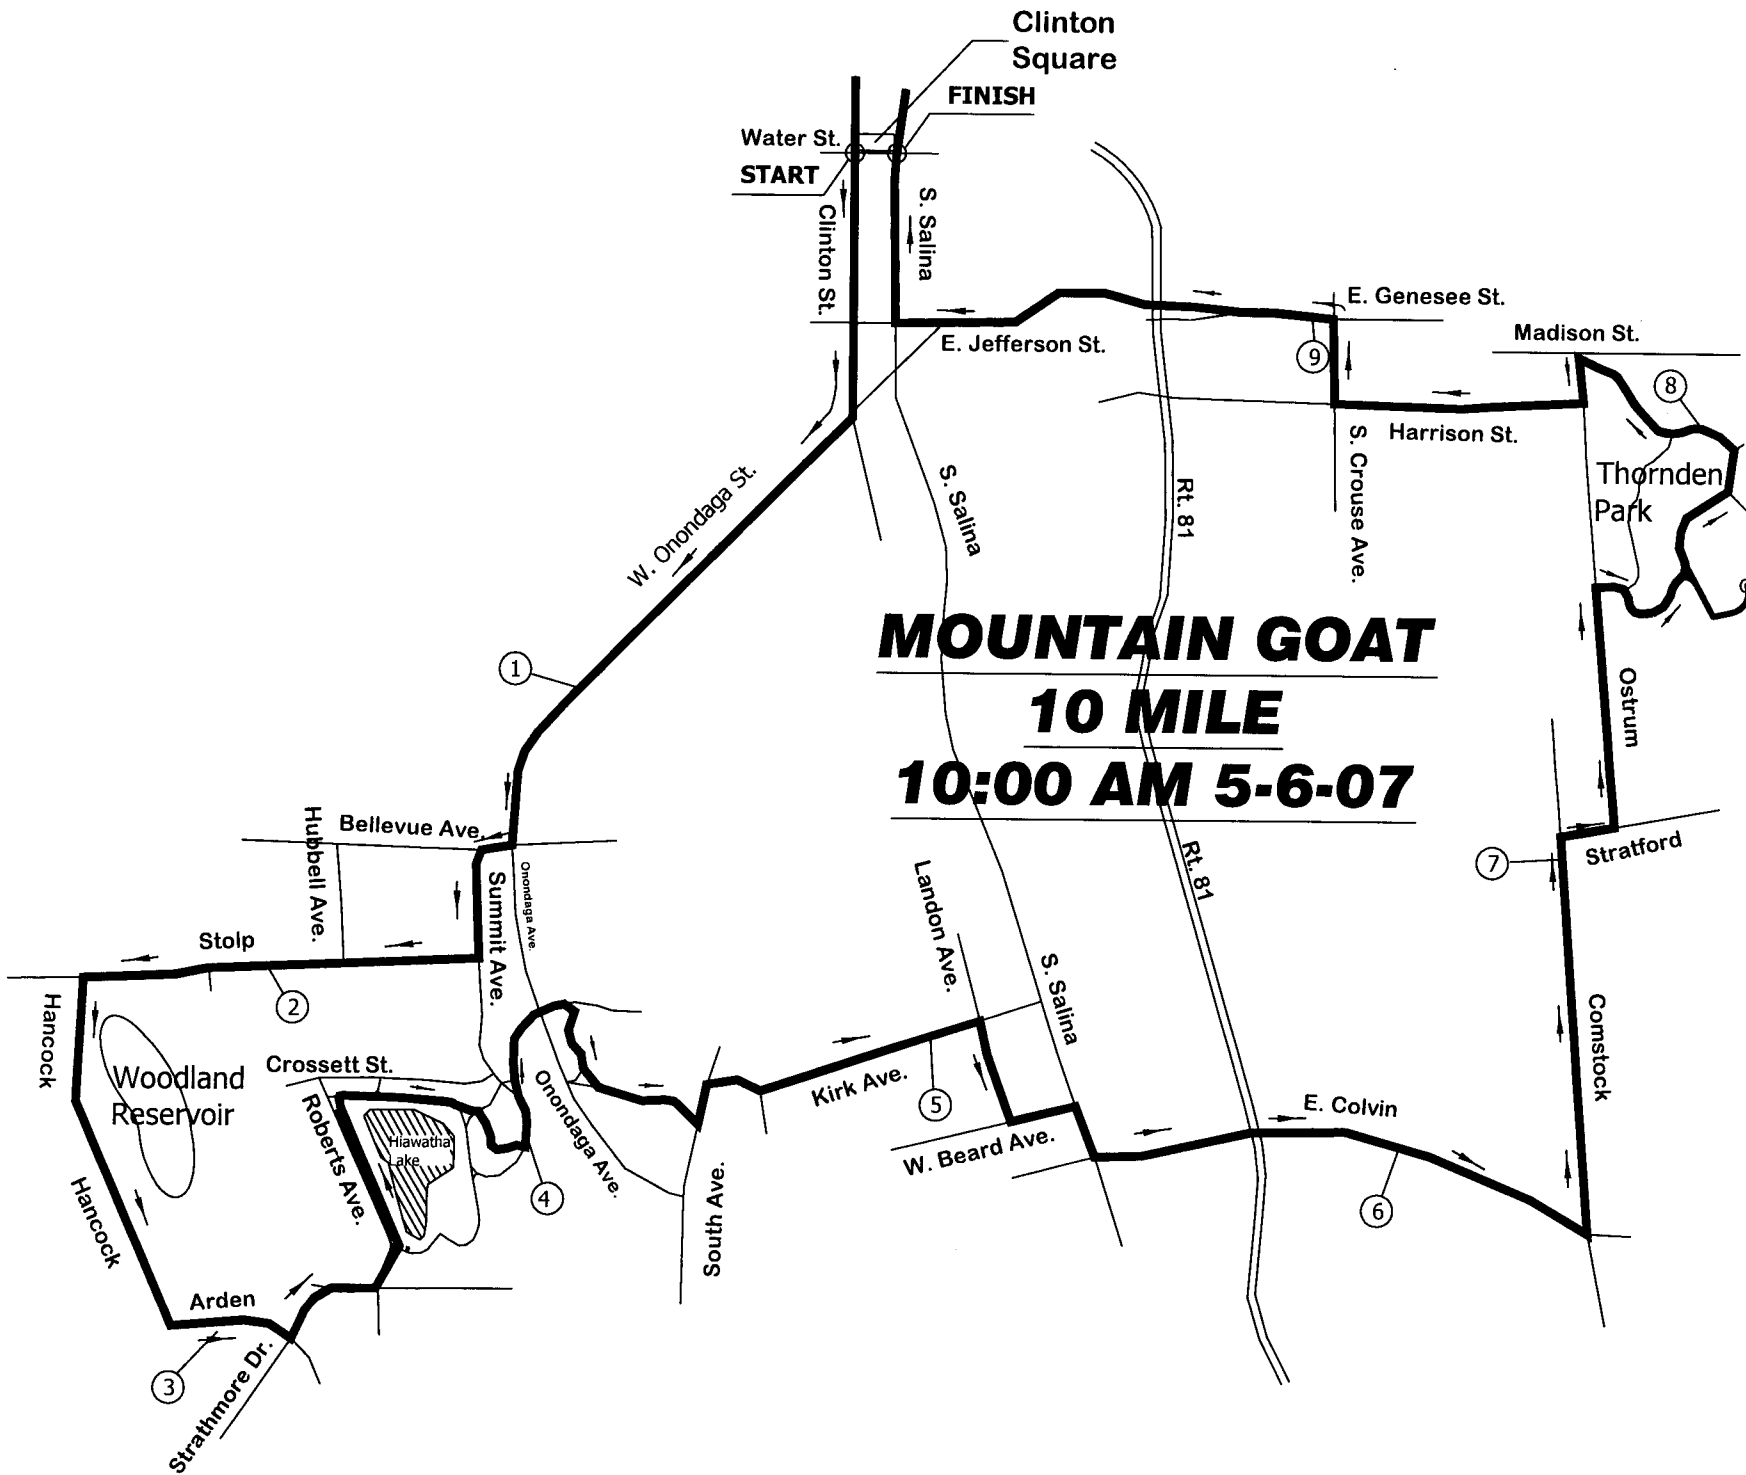 Clinton
Square
FINISH
Water St.
START
Clinton St.
S. Salina
E. Genesee St.
Madison St.
E. Jefferson St.
9
8
Harrison St.
S. Crouse Ave.
Thornden
Park
W. Onondaga St.
S. Salina
Rt. 81
MOUNTAIN GOAT
10 MILE
10:00 AM 5-6-07
1
Ostrum
Hubbell Ave.
Bellevue Ave.
Summit Ave.
Onondaga Ave.
Landon Ave.
Rt. 81
7
Stratford
Stolp
2
Hancock
S. Salina
Comstock
Woodland
Reservoir
Crossett St.
Roberts Ave.
Hiawatha
Lake
Onondaga Ave.
Kirk Ave.
5
W. Beard Ave.
E. Colvin
4
6
Hancock
South Ave.
Arden
3
Strathmore Dr.